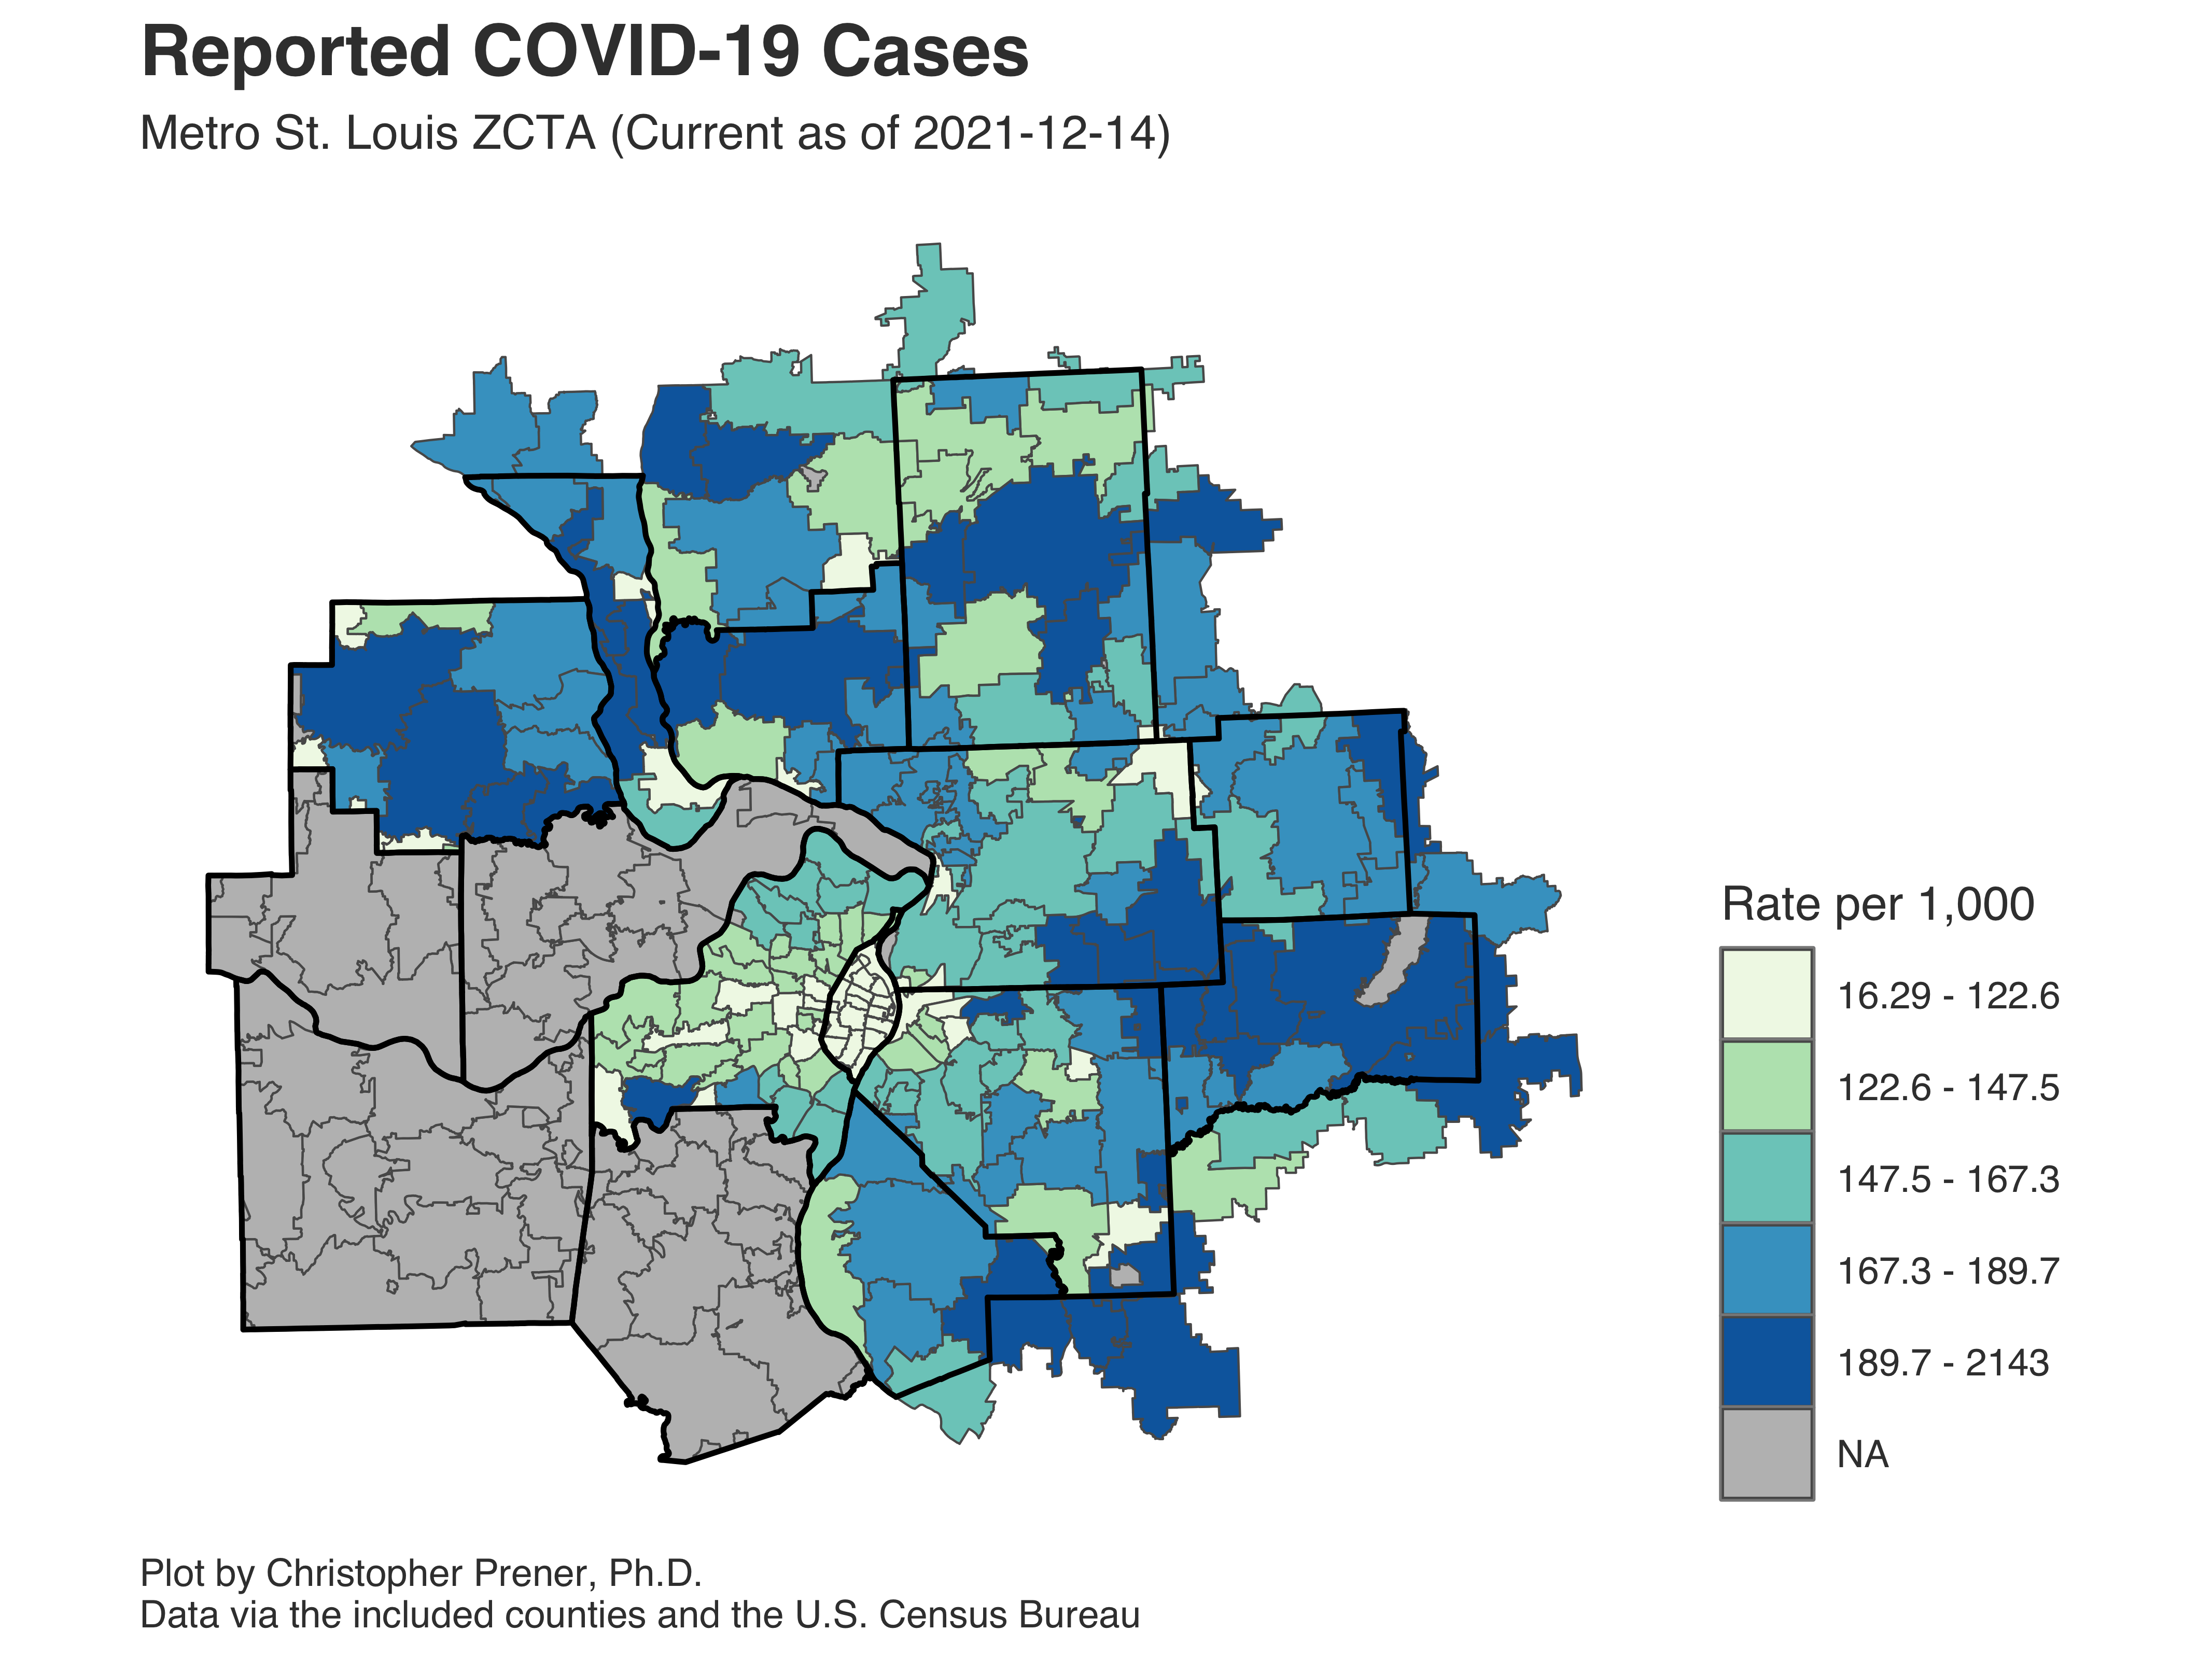 Reported COVID-19 Cases
Metro St. Louis ZCTA (Current as of 2021-12-14)
Rate per 1,000
16.29 - 122.6
122.6 - 147.5
147.5 - 167.3
167.3 - 189.7
189.7 - 2143
NA
Plot by Christopher Prener, Ph.D.
Data via the included counties and the U.S. Census Bureau